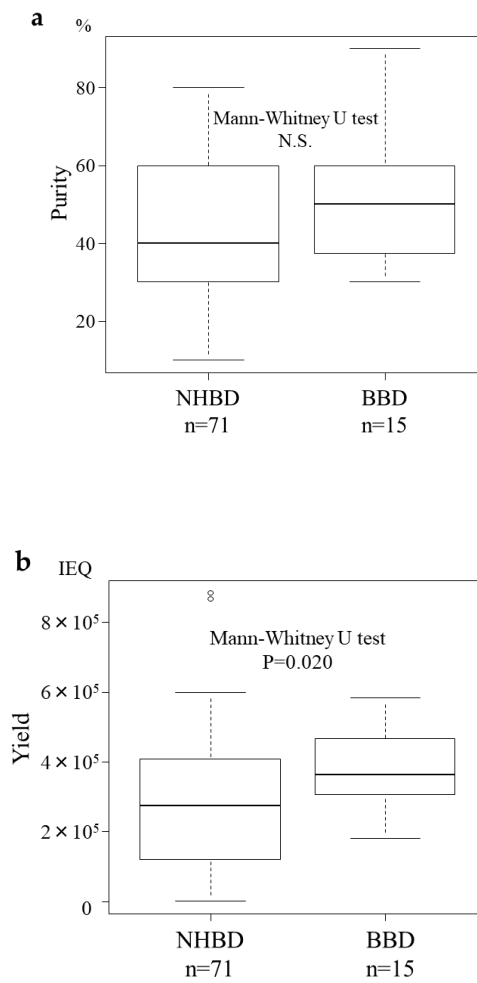 a
%
80
60
40
20
Purity
Mann-Whitney U test
N.S.
NHBD
BBD
n=71
n=15
b
IEQ
8×10⁵
6×10⁵
4×10⁵
2×10⁵
0
Yield
Mann-Whitney U test
P=0.020
NHBD
BBD
n=71
n=15